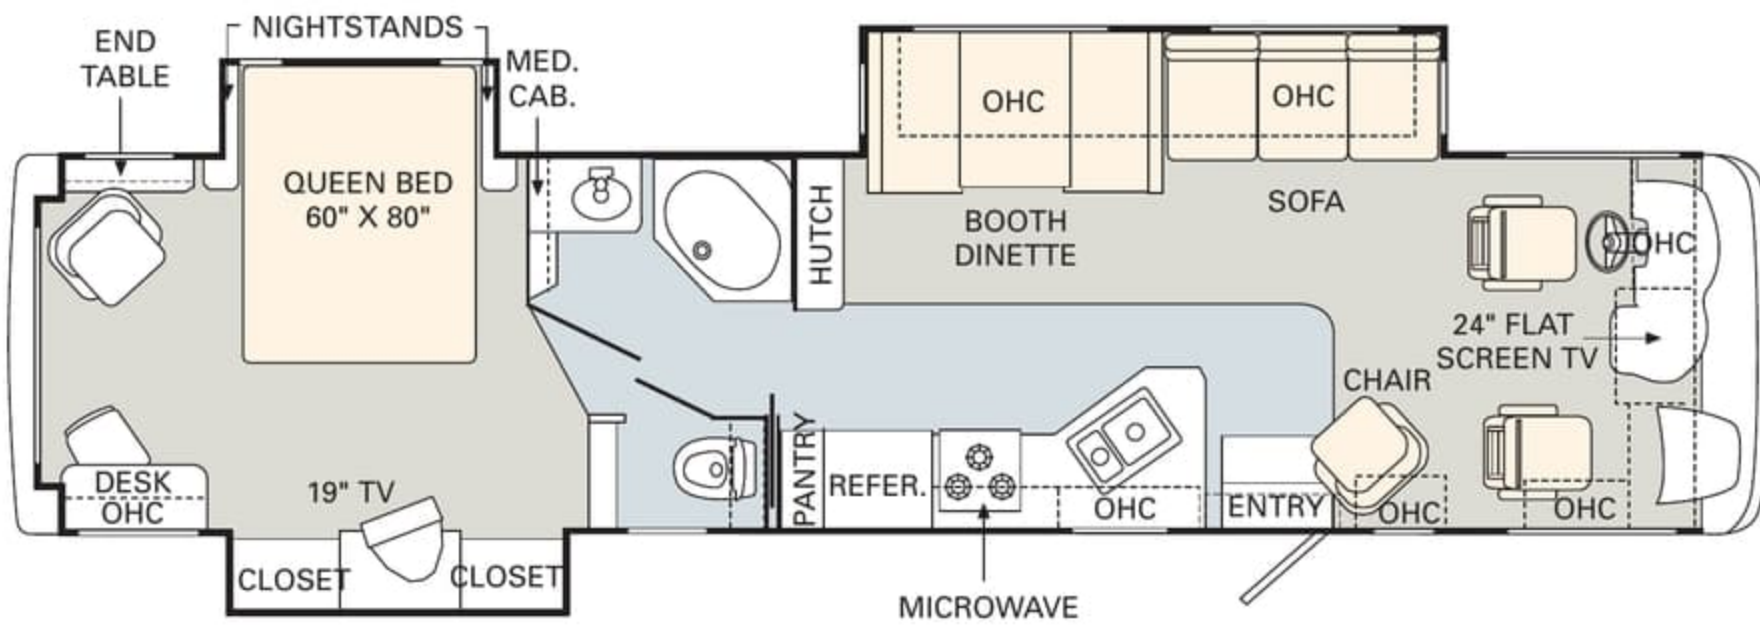 NIGHTSTANDS
END
TABLE
MED.
CAB.
OHC
OHC
QUEEN BED
60" X 80"
HUTCH
BOOTH
DINETTE
SOFA
OHC
24" FLAT
SCREEN TV
CHAIR
DESK
OHC
19" TV
PANTRY
REFER.
OHC
ENTRY
OHC
OHC
CLOSET
CLOSET
MICROWAVE